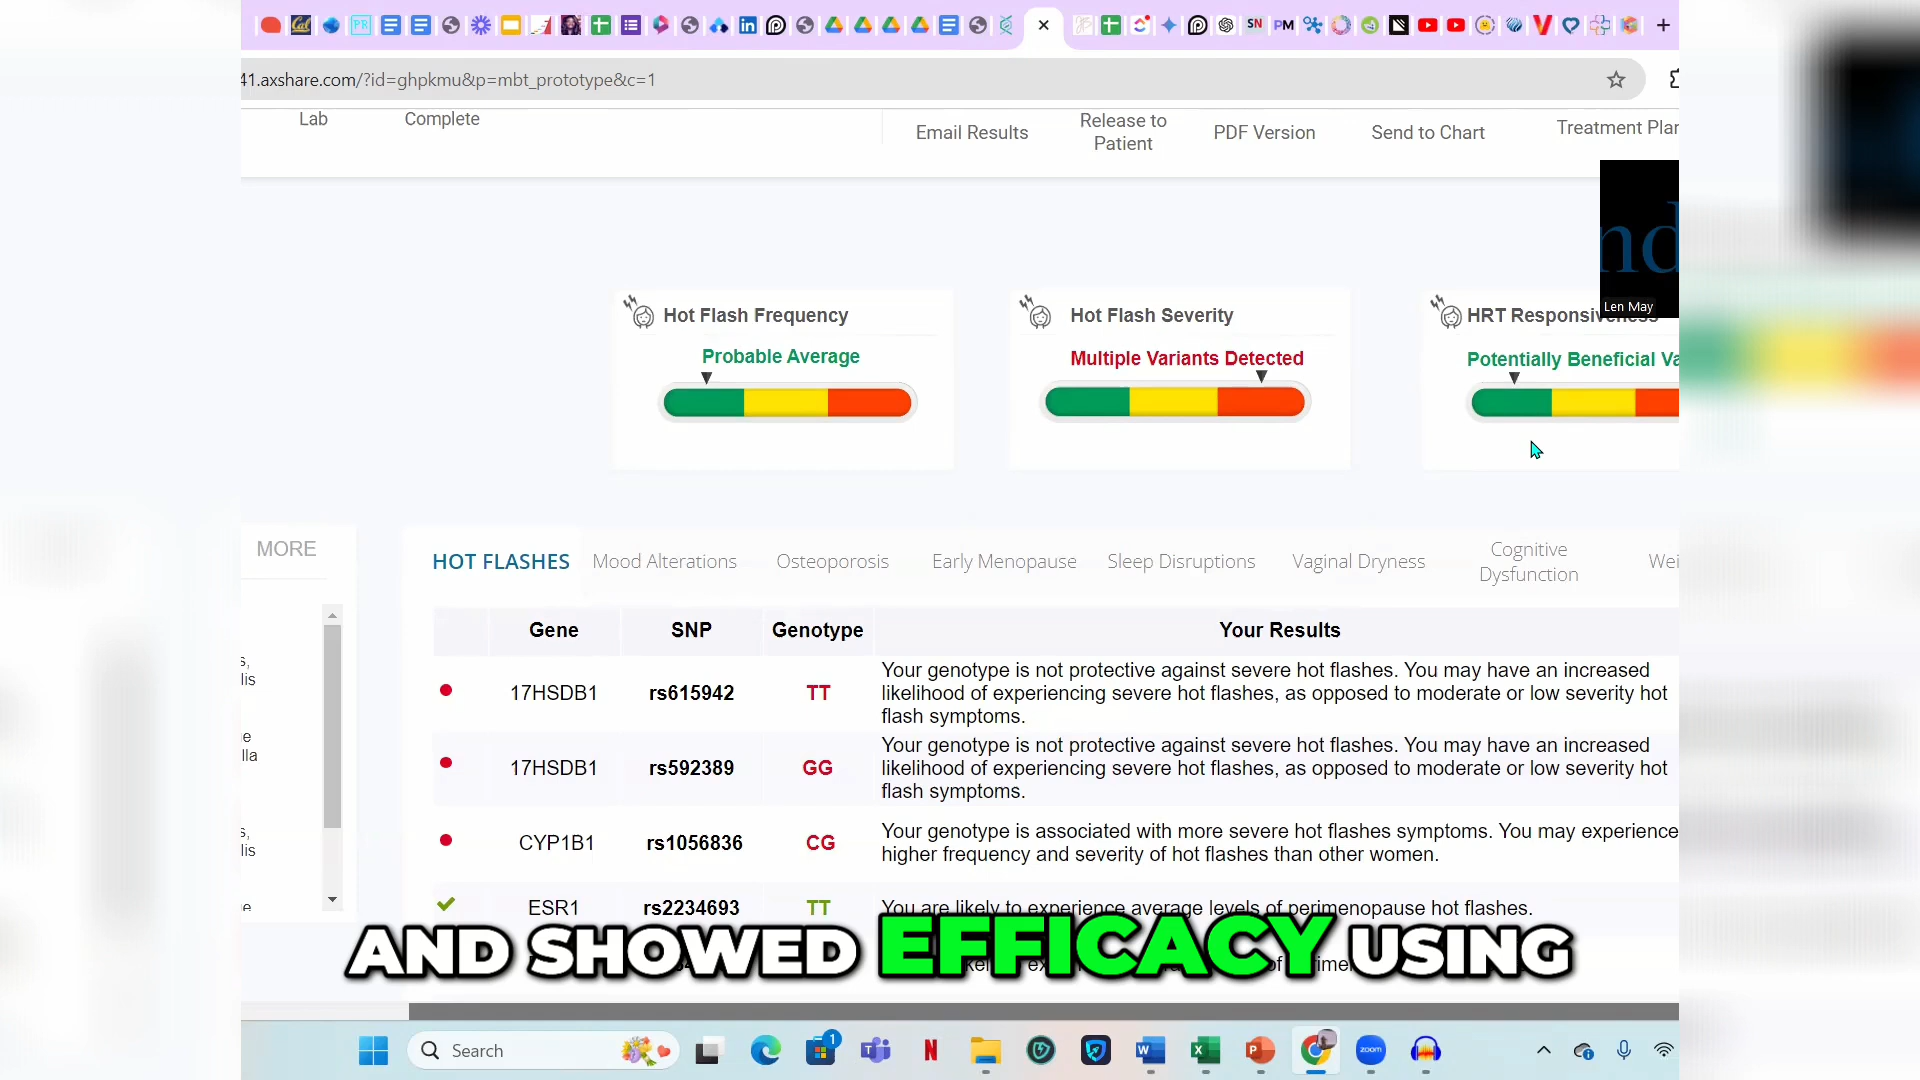 41.axshare.com/?id=ghpkmu&p=mbt_prototype&c=1
Lab
Complete
Email Results
Release to
Patient
PDF Version
Send to Chart
Treatment Plan
Len May
Hot Flash Frequency
Probable Average
Hot Flash Severity
Multiple Variants Detected
HRT Responsiveness
Potentially Beneficial Va
MORE
s,
lis
e
lla
s,
lis
e
HOT FLASHES
Mood Alterations
Osteoporosis
Early Menopause
Sleep Disruptions
Vaginal Dryness
Cognitive
Dysfunction
Wei
Gene SNP Genotype Your Results
17HSDB1 rs615942 TT
Your genotype is not protective against severe hot flashes. You may have an increased
likelihood of experiencing severe hot flashes, as opposed to moderate or low severity hot
flash symptoms.
17HSDB1 rs592389 GG
Your genotype is not protective against severe hot flashes. You may have an increased
likelihood of experiencing severe hot flashes, as opposed to moderate or low severity hot
flash symptoms.
CYP1B1 rs1056836 CG
Your genotype is associated with more severe hot flashes symptoms. You may experience
higher frequency and severity of hot flashes than other women.
ESR1 rs2234693 TT You are likely to experience average levels of perimenopause hot flashes.
AND SHOWED EFFICACY USING
Search
1
zoom